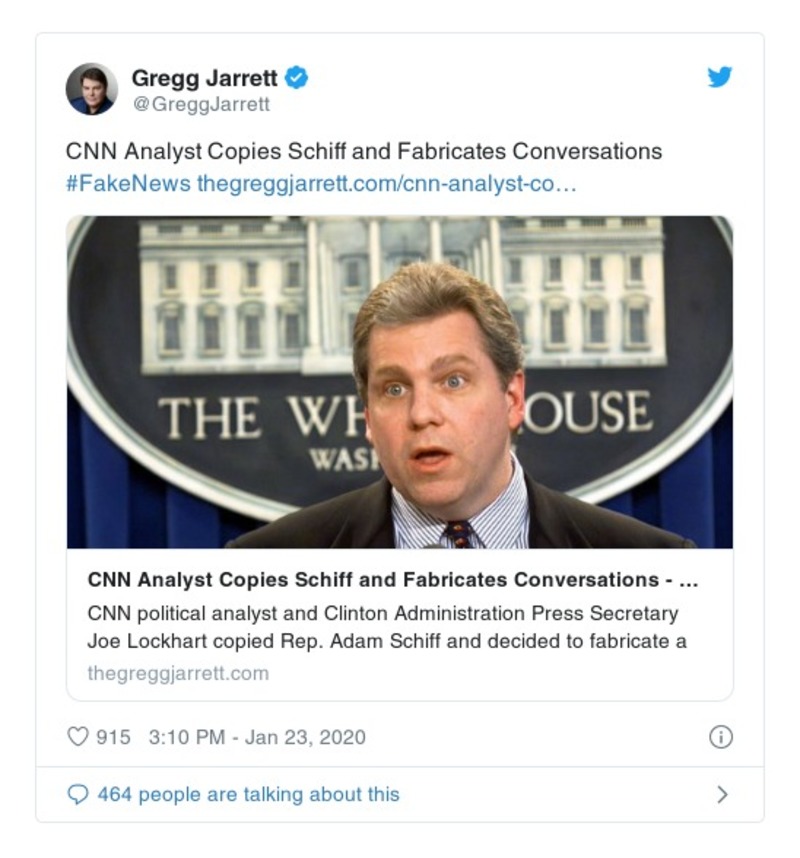 Gregg Jarrett
@GreggJarrett
CNN Analyst Copies Schiff and Fabricates Conversations
#FakeNews thegreggjarrett.com/cnn-analyst-co…
THE WH OUSE
WAS
CNN Analyst Copies Schiff and Fabricates Conversations - ...
CNN political analyst and Clinton Administration Press Secretary
Joe Lockhart copied Rep. Adam Schiff and decided to fabricate a
thegreggjarrett.com
915 3:10 PM - Jan 23, 2020
464 people are talking about this